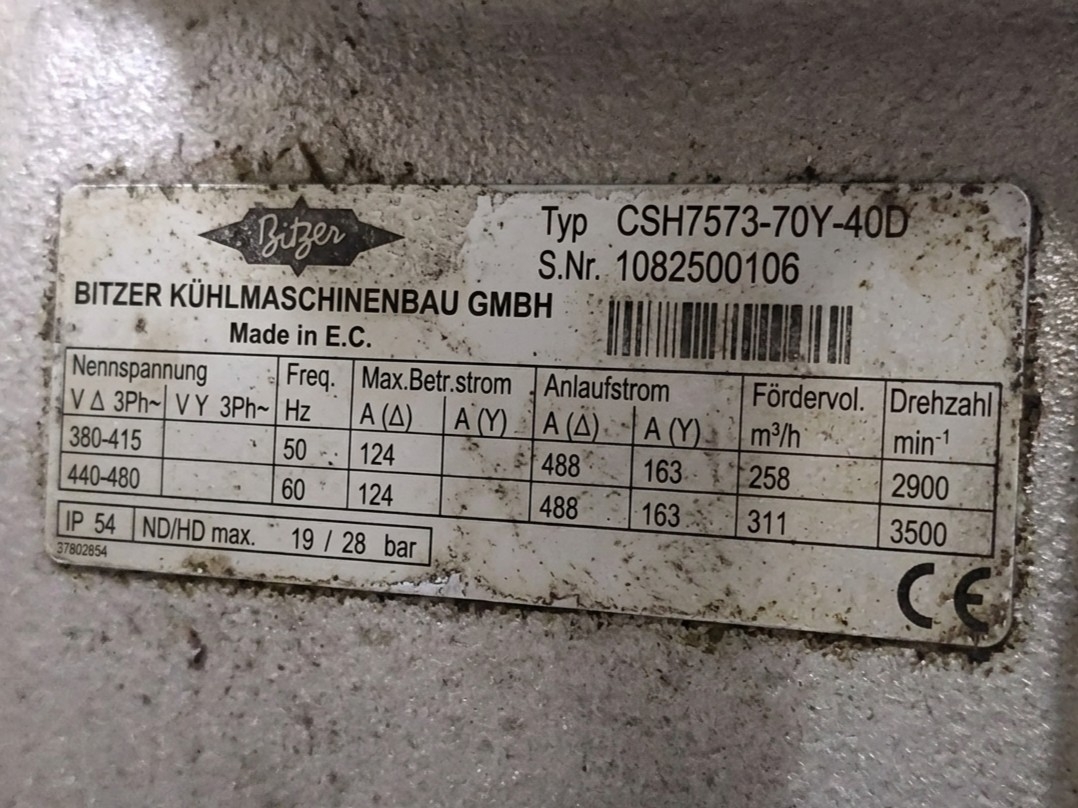 Bitzer
Typ CSH7573-70Y-40D
S.Nr. 1082500106
BITZER KÜHLMASCHINENBAU GMBH
Made in E.C.
Nennspannung Freq. Max.Betr.strom Anlaufstrom Fördervol. Drehzahl
V Δ 3Ph~ V Y 3Ph~ Hz A (Δ) A (Y) A (Δ) A (Y) m³/h min⁻¹
380-415 50 124 488 163 258 2900
440-480 60 124 488 163 311 3500
IP 54 ND/HD max. 19 / 28 bar
37802854
CE